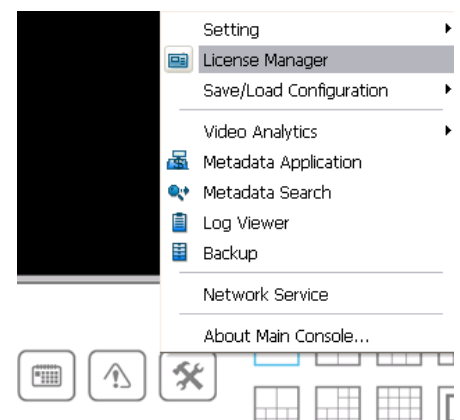 Setting
License Manager
Save/Load Configuration
Video Analytics
Metadata Application
Metadata Search
Log Viewer
Backup
Network Service
About Main Console...